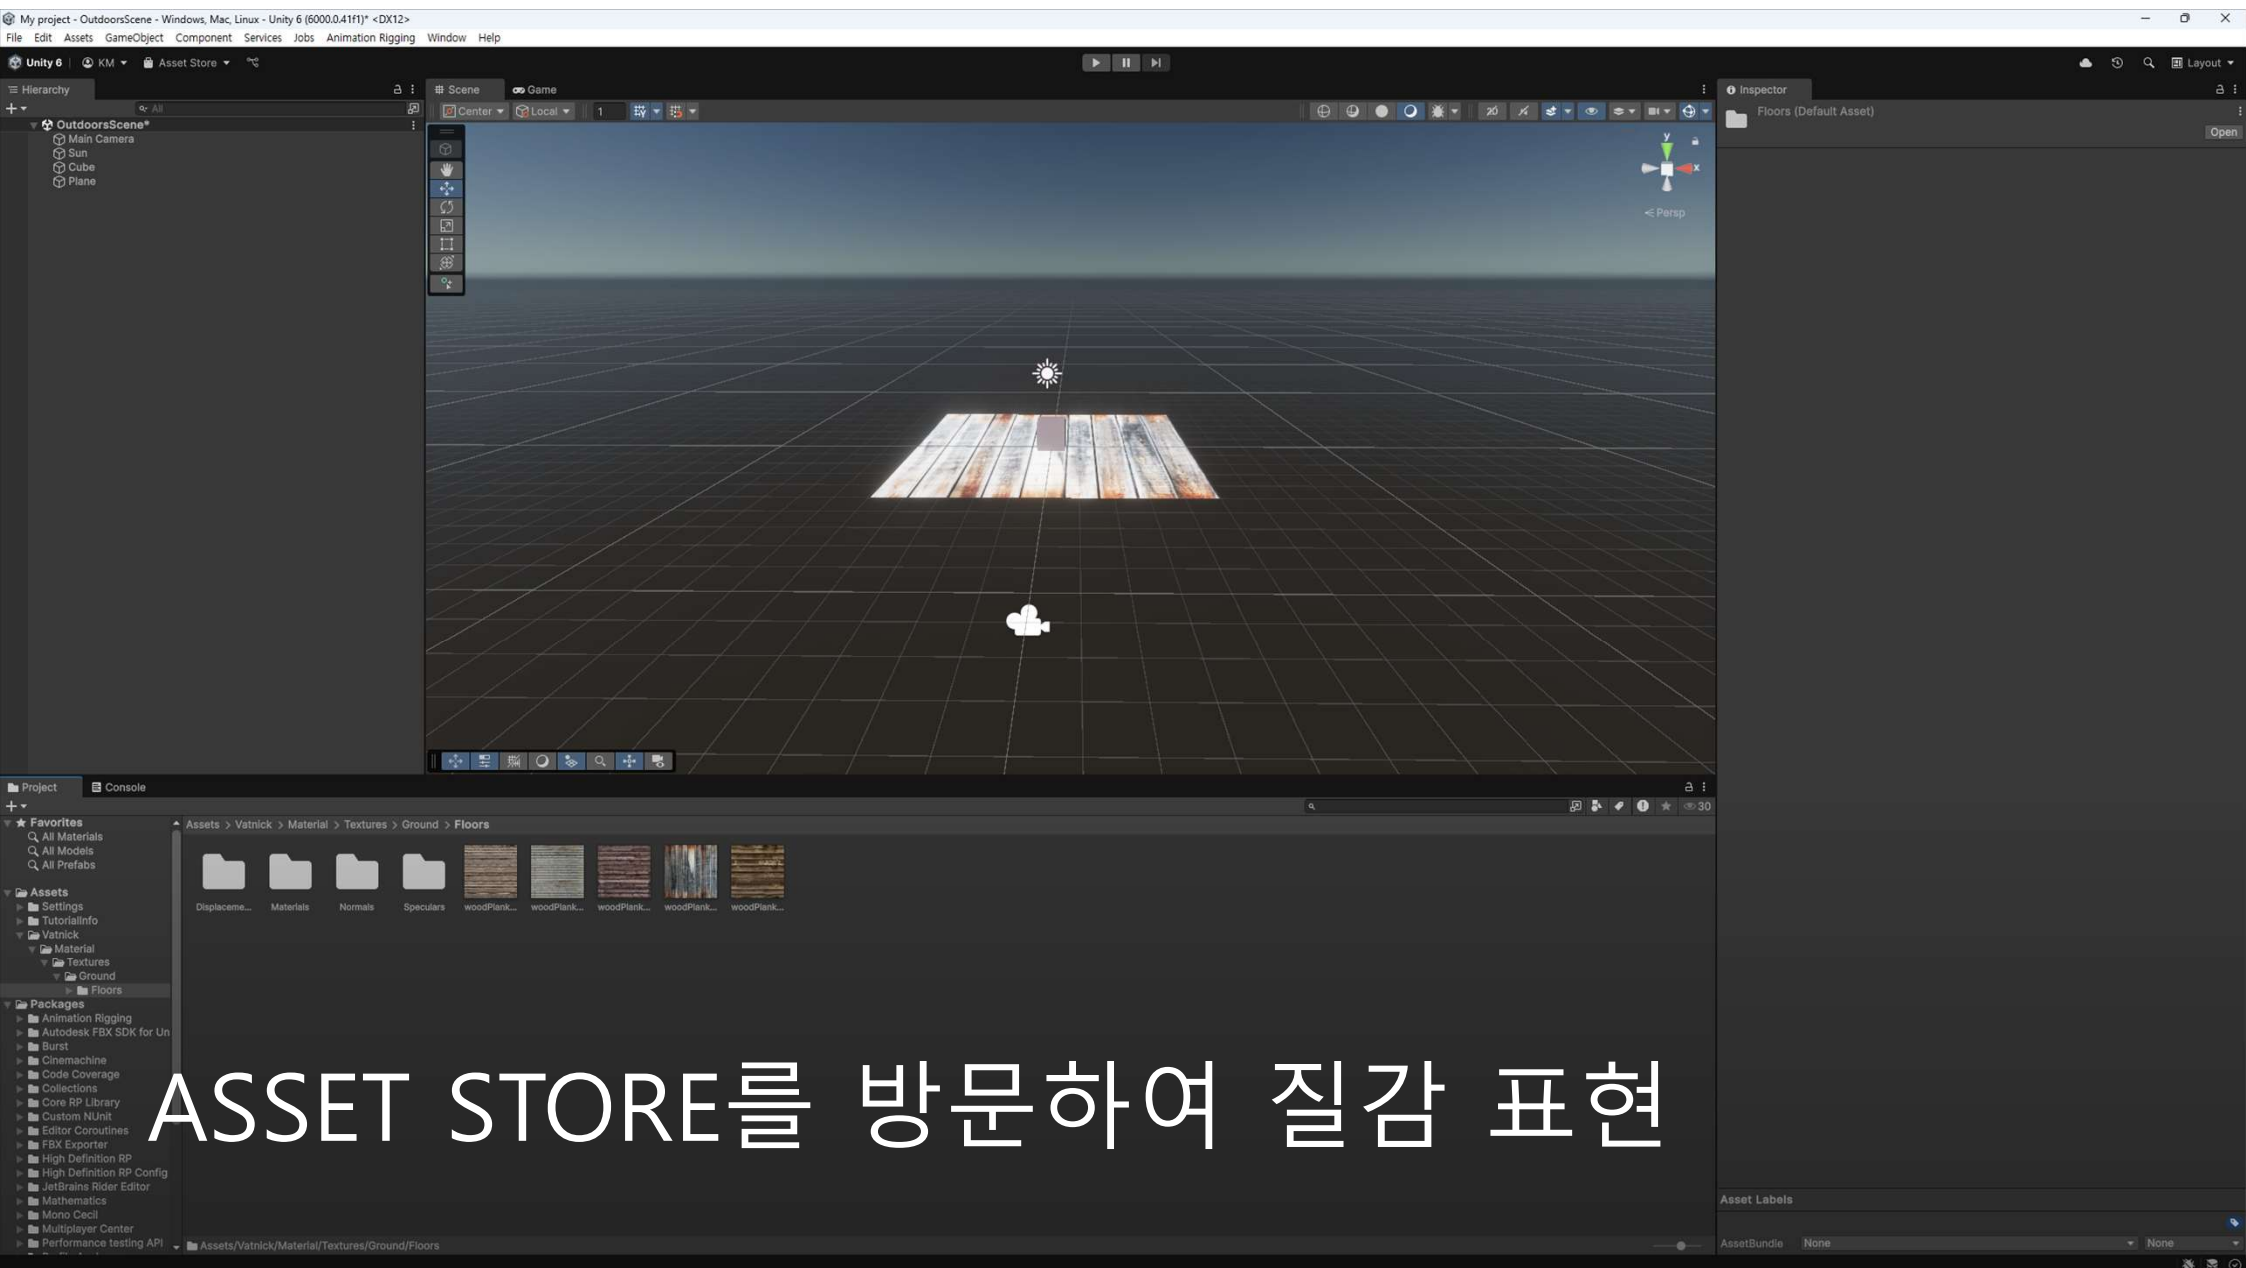 My project - OutdoorsScene - Windows, Mac, Linux - Unity 6 (6000.0.41f1)* <DX12>
File Edit Assets GameObject Component Services Jobs Animation Rigging Window Help
Unity 6 KM Asset Store Layout
Hierarchy
All
OutdoorsScene*
Main Camera
Sun
Cube
Plane
Scene Game
Center Local 1 2D
y
x
Persp
Inspector
Floors (Default Asset)
Open
Project Console
30
Favorites
All Materials
All Models
All Prefabs
Assets
Settings
TutorialInfo
Vatnick
Material
Textures
Ground
Floors
Packages
Animation Rigging
Autodesk FBX SDK for Un
Burst
Cinemachine
Code Coverage
Collections
Core RP Library
Custom NUnit
Editor Coroutines
FBX Exporter
High Definition RP
High Definition RP Config
JetBrains Rider Editor
Mathematics
Mono Cecil
Multiplayer Center
Performance testing API
Assets > Vatnick > Material > Textures > Ground > Floors
Displaceme... Materials Normals Speculars woodPlank... woodPlank... woodPlank... woodPlank... woodPlank...
ASSET STORE를 방문하여 질감 표현
Assets/Vatnick/Material/Textures/Ground/Floors
Asset Labels
AssetBundle None None